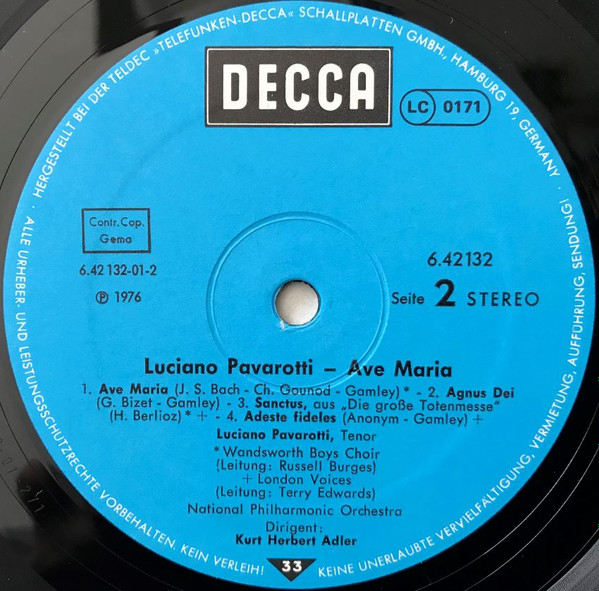 HERGESTELLT BEI DER TELDEC »TELEFUNKEN-DECCA« SCHALLPLATTEN GMBH., HAMBURG 19, GERMANY ·
DECCA
LC 0171
Contr. Cop.
Gema
6.42 132-01-2
Ⓟ 1976
6.42132
Seite 2 STEREO
Luciano Pavarotti – Ave Maria
1. Ave Maria (J. S. Bach - Ch. Gounod - Gamley) * - 2. Agnus Dei
(G. Bizet - Gamley) - 3. Sanctus, aus „Die große Totenmesse“
(H. Berlioz) * + - 4. Adeste fideles (Anonym - Gamley) +
Luciano Pavarotti, Tenor
* Wandsworth Boys Choir
(Leitung: Russell Burges)
+ London Voices
(Leitung: Terry Edwards)
National Philharmonic Orchestra
Dirigent:
Kurt Herbert Adler
33
· ALLE URHEBER- UND LEISTUNGSSCHUTZRECHTE VORBEHALTEN. KEIN VERLEIH! KEINE UNERLAUBTE VERVIELFÄLTIGUNG, VERMIETUNG, AUFFÜHRUNG, SENDUNG!